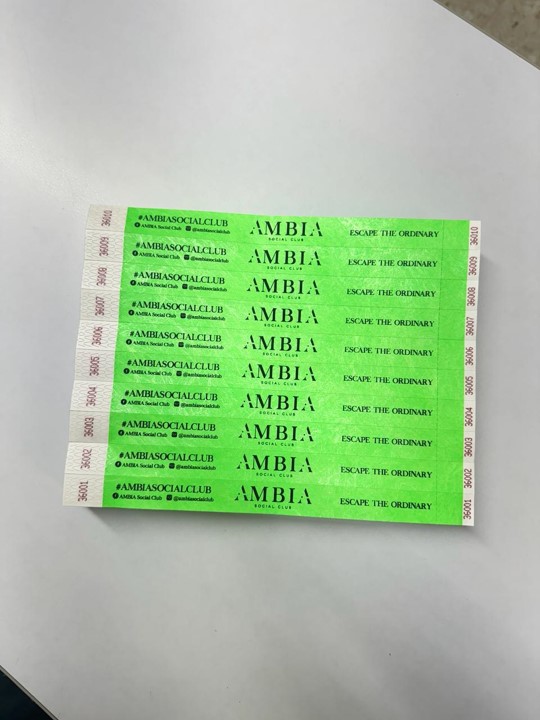 36010 #AMBIASOCIALCLUB AMBIA ESCAPE THE ORDINARY 36010
AMBIA Social Club @ambiasocialclub SOCIAL CLUB
36009 #AMBIASOCIALCLUB AMBIA ESCAPE THE ORDINARY 36009
AMBIA Social Club @ambiasocialclub SOCIAL CLUB
36008 #AMBIASOCIALCLUB AMBIA ESCAPE THE ORDINARY 36008
AMBIA Social Club @ambiasocialclub SOCIAL CLUB
36007 #AMBIASOCIALCLUB AMBIA ESCAPE THE ORDINARY 36007
AMBIA Social Club @ambiasocialclub SOCIAL CLUB
36006 #AMBIASOCIALCLUB AMBIA ESCAPE THE ORDINARY 36006
AMBIA Social Club @ambiasocialclub SOCIAL CLUB
36005 #AMBIASOCIALCLUB AMBIA ESCAPE THE ORDINARY 36005
AMBIA Social Club @ambiasocialclub SOCIAL CLUB
36004 #AMBIASOCIALCLUB AMBIA ESCAPE THE ORDINARY 36004
AMBIA Social Club @ambiasocialclub SOCIAL CLUB
36003 #AMBIASOCIALCLUB AMBIA ESCAPE THE ORDINARY 36003
AMBIA Social Club @ambiasocialclub SOCIAL CLUB
36002 #AMBIASOCIALCLUB AMBIA ESCAPE THE ORDINARY 36002
AMBIA Social Club @ambiasocialclub SOCIAL CLUB
36001 #AMBIASOCIALCLUB AMBIA ESCAPE THE ORDINARY 36001
AMBIA Social Club @ambiasocialclub SOCIAL CLUB